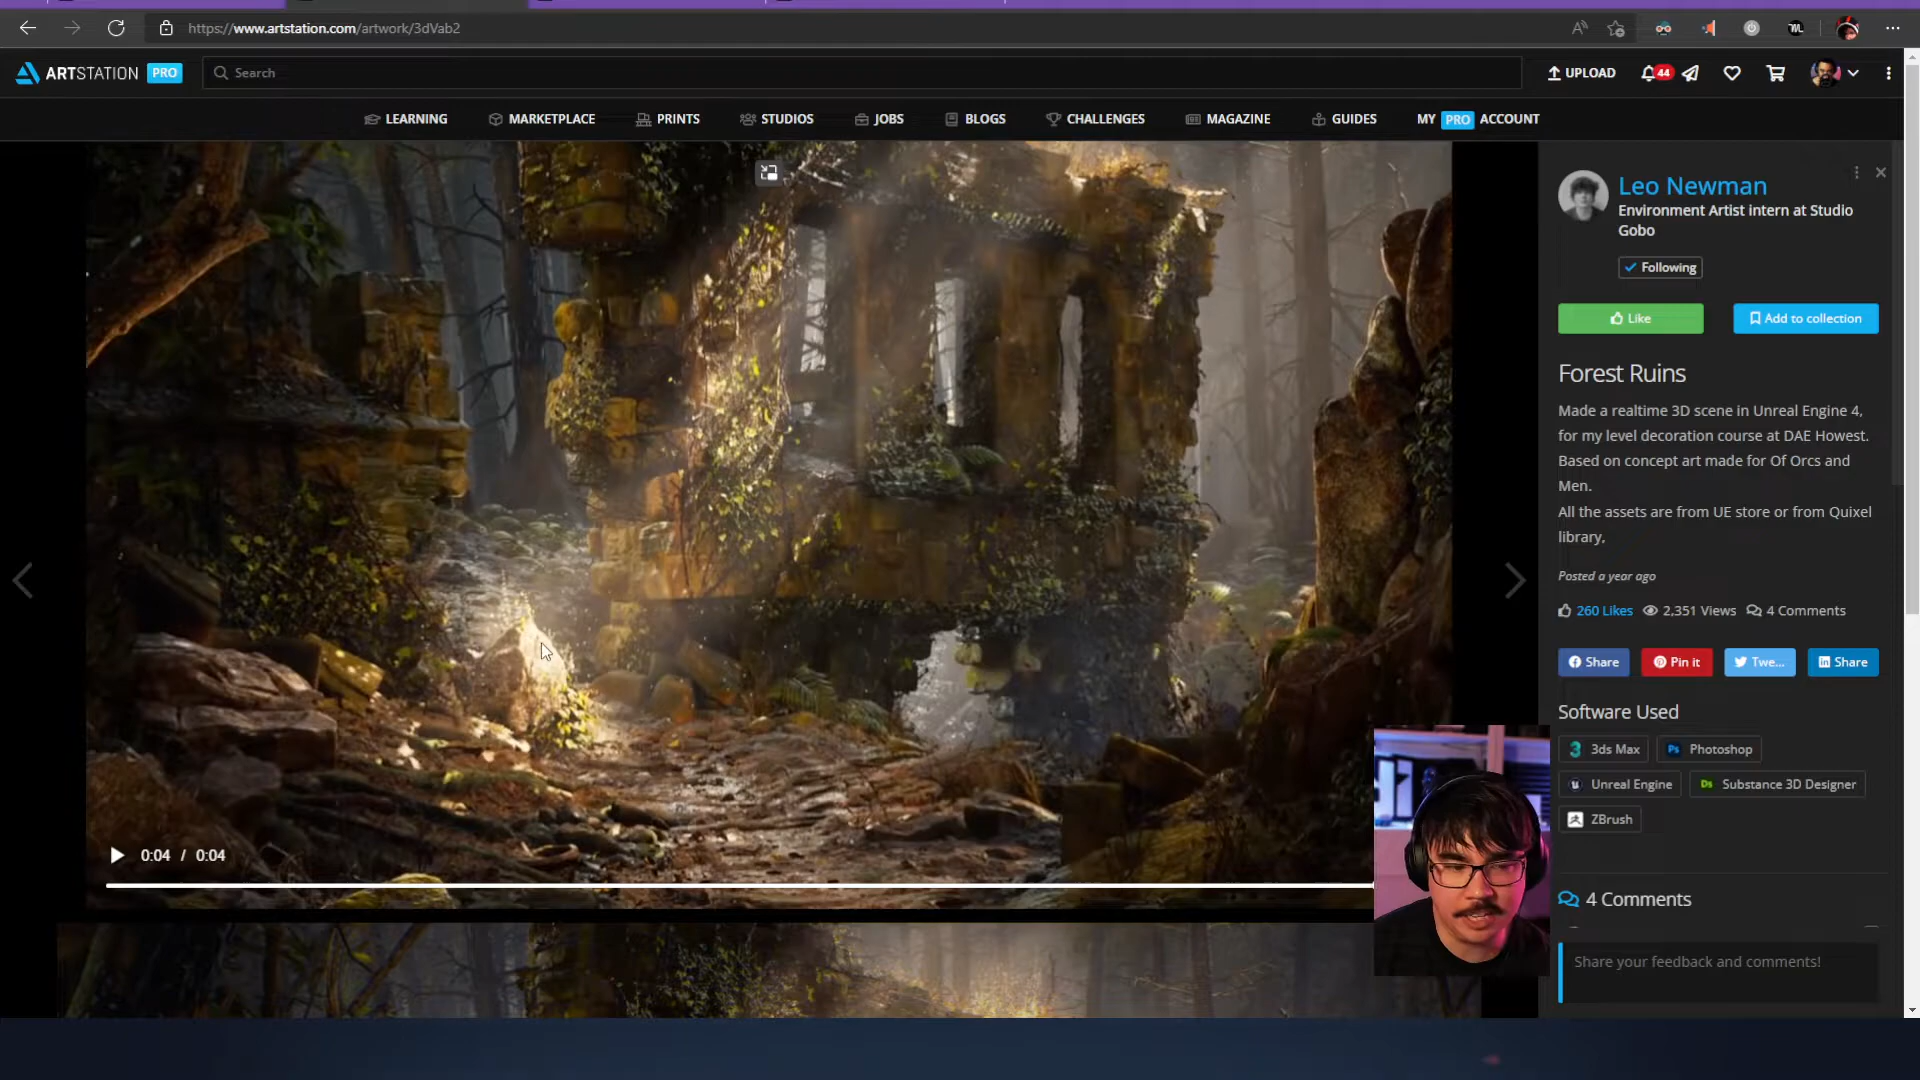 https://www.artstation.com/artwork/3dVab2
ARTSTATION PRO
Search
UPLOAD
44
LEARNING
MARKETPLACE
PRINTS
STUDIOS
JOBS
BLOGS
CHALLENGES
MAGAZINE
GUIDES
MY PRO ACCOUNT
Leo Newman
Environment Artist intern at Studio
Gobo
Following
Like
Add to collection
Forest Ruins
Made a realtime 3D scene in Unreal Engine 4,
for my level decoration course at DAE Howest.
Based on concept art made for Of Orcs and
Men.
All the assets are from UE store or from Quixel
library,
Posted a year ago
260 Likes 2,351 Views 4 Comments
Share
Pin it
Twe...
Share
Software Used
3 3ds Max
Ps Photoshop
Unreal Engine
Ds Substance 3D Designer
ZBrush
0:04 / 0:04
4 Comments
Share your feedback and comments!